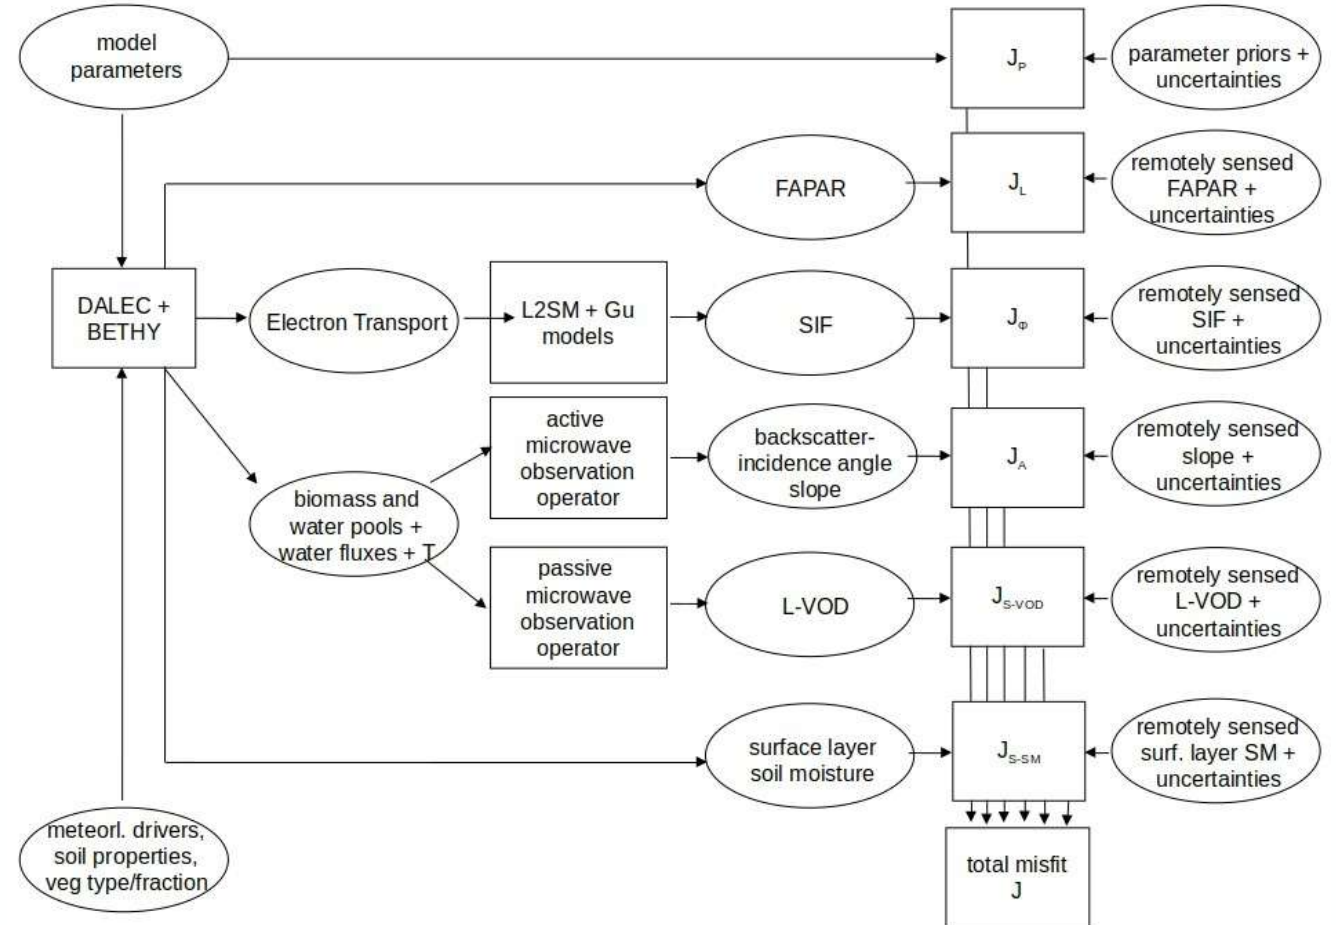 model
parameters
J_P
parameter priors +
uncertainties
FAPAR
J_L
remotely sensed
FAPAR +
uncertainties
DALEC +
BETHY
Electron Transport
L2SM + Gu
models
SIF
J_Φ
remotely sensed
SIF +
uncertainties
active
microwave
observation
operator
backscatter-
incidence angle
slope
J_A
remotely sensed
slope +
uncertainties
biomass and
water pools +
water fluxes + T
passive
microwave
observation
operator
L-VOD
J_S-VOD
remotely sensed
L-VOD +
uncertainties
surface layer
soil moisture
J_S-SM
remotely sensed
surf. layer SM +
uncertainties
meteorl. drivers,
soil properties,
veg type/fraction
total misfit
J